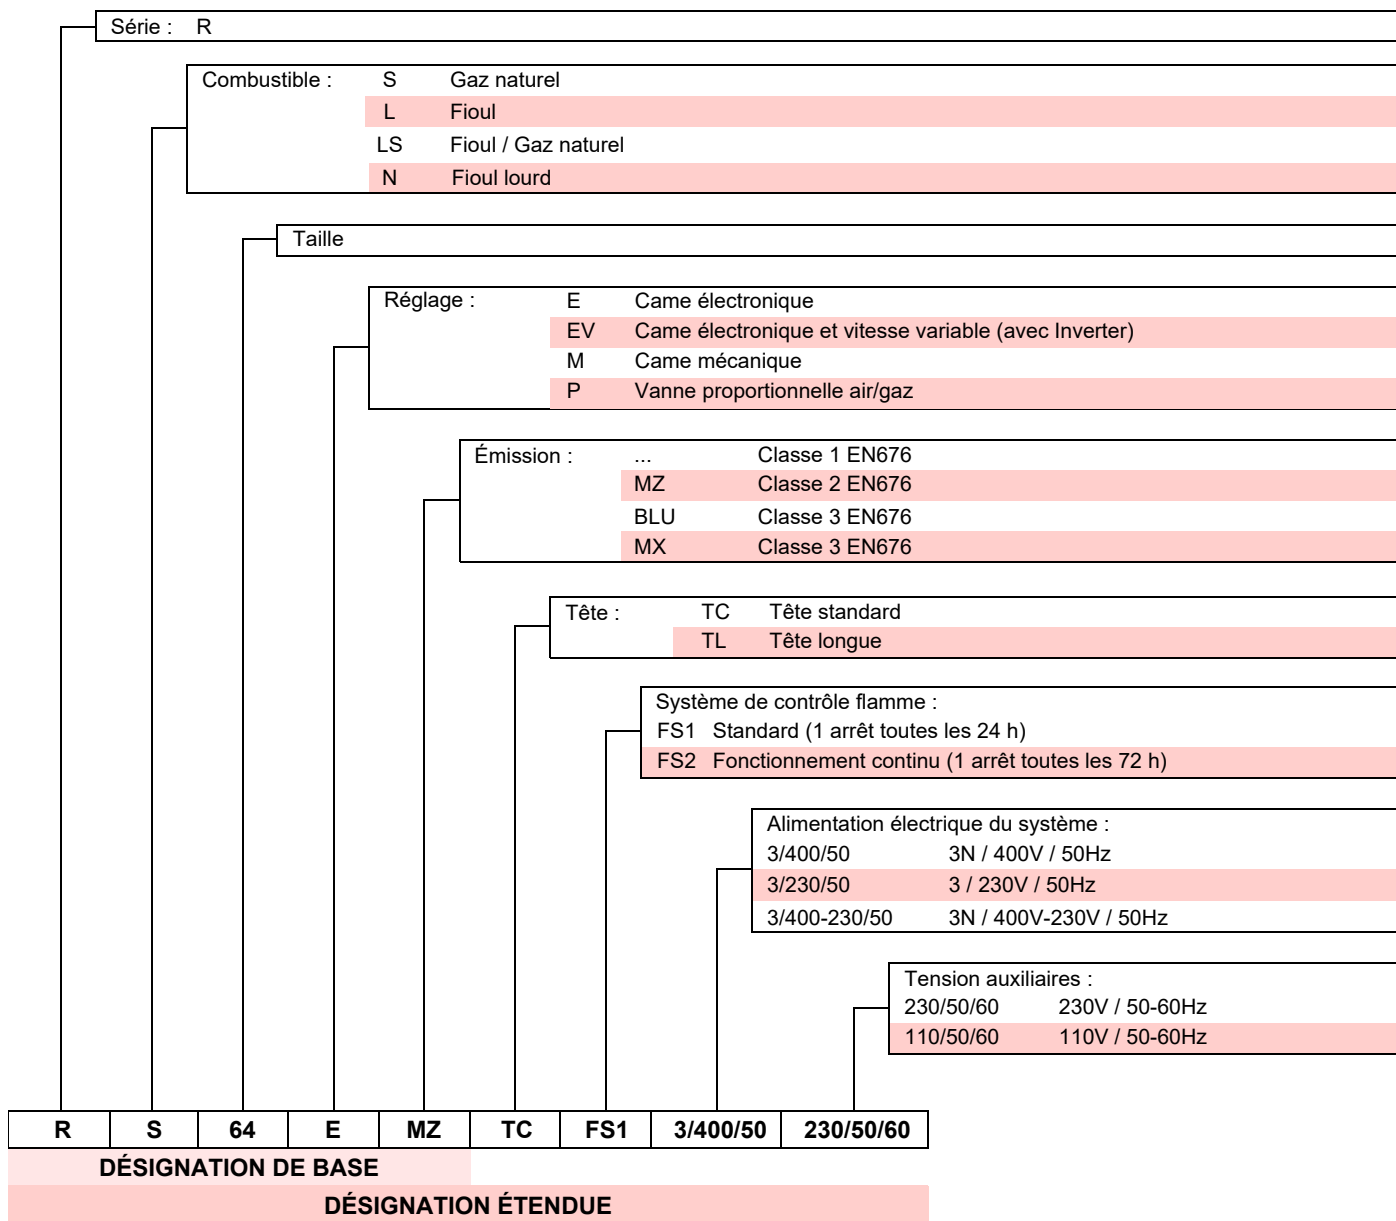 Série : R
Combustible : S Gaz naturel
L Fioul
LS Fioul / Gaz naturel
N Fioul lourd
Taille
Réglage : E Came électronique
EV Came électronique et vitesse variable (avec Inverter)
M Came mécanique
P Vanne proportionnelle air/gaz
Émission : ... Classe 1 EN676
MZ Classe 2 EN676
BLU Classe 3 EN676
MX Classe 3 EN676
Tête : TC Tête standard
TL Tête longue
Système de contrôle flamme :
FS1 Standard (1 arrêt toutes les 24 h)
FS2 Fonctionnement continu (1 arrêt toutes les 72 h)
Alimentation électrique du système :
3/400/50 3N / 400V / 50Hz
3/230/50 3 / 230V / 50Hz
3/400-230/50 3N / 400V-230V / 50Hz
Tension auxiliaires :
230/50/60 230V / 50-60Hz
110/50/60 110V / 50-60Hz
R S 64 E MZ TC FS1 3/400/50 230/50/60
DÉSIGNATION DE BASE
DÉSIGNATION ÉTENDUE